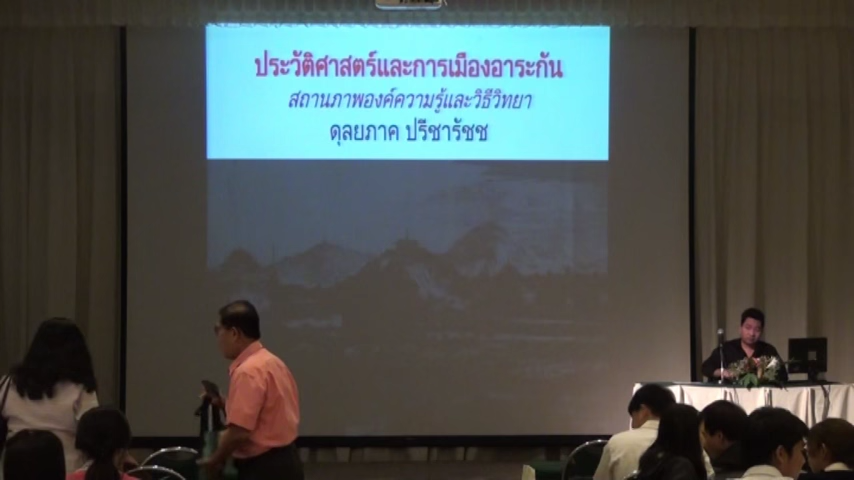 ประวัติศาสตร์และการเมืองอาระกัน
สถานภาพองค์ความรู้และวิธีวิทยา
ดุลยภาค ปรีชารัชช